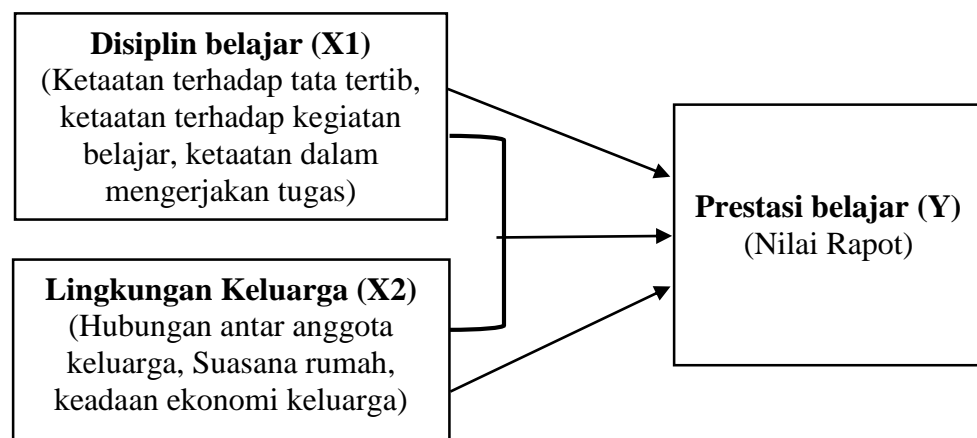 Disiplin belajar (X1)
(Ketaatan terhadap tata tertib,
ketaatan terhadap kegiatan
belajar, ketaatan dalam
mengerjakan tugas)
Lingkungan Keluarga (X2)
(Hubungan antar anggota
keluarga, Suasana rumah,
keadaan ekonomi keluarga)
Prestasi belajar (Y)
(Nilai Rapot)